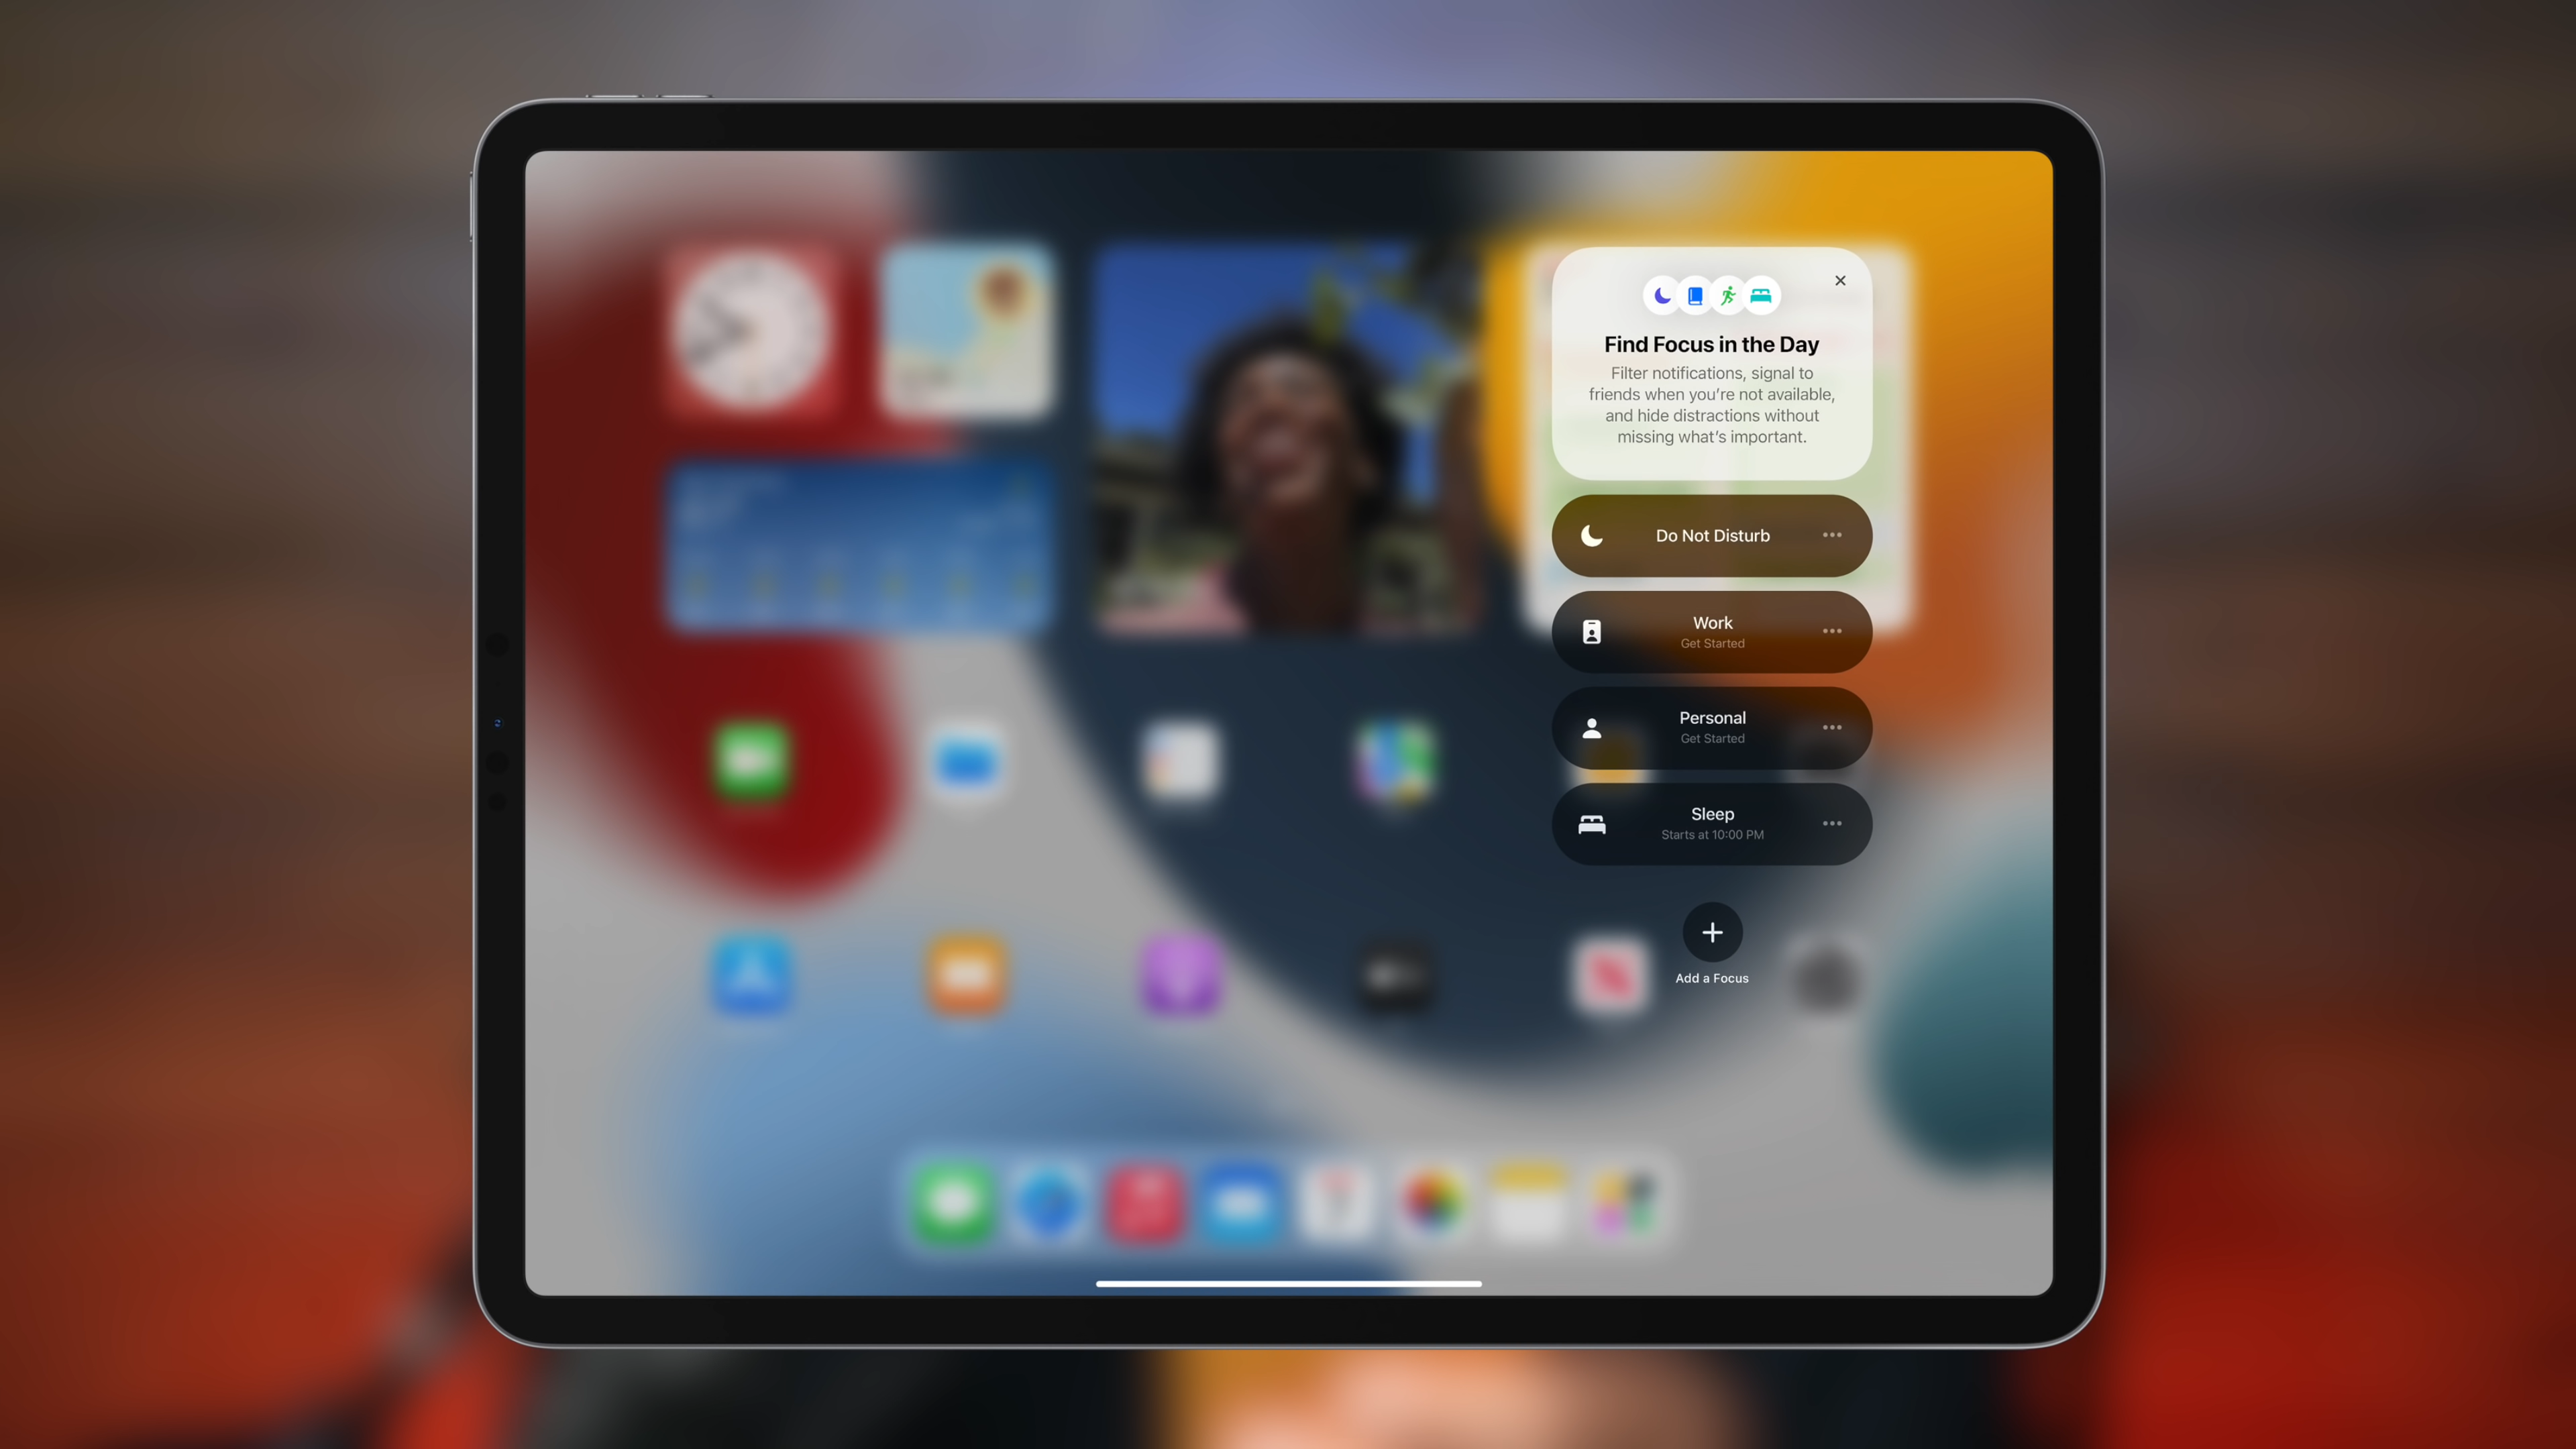 Find Focus in the Day
Filter notifications, signal to
friends when you’re not available,
and hide distractions without
missing what’s important.
Do Not Disturb
Work
Get Started
Personal
Get Started
Sleep
Starts at 10:00 PM
Add a Focus